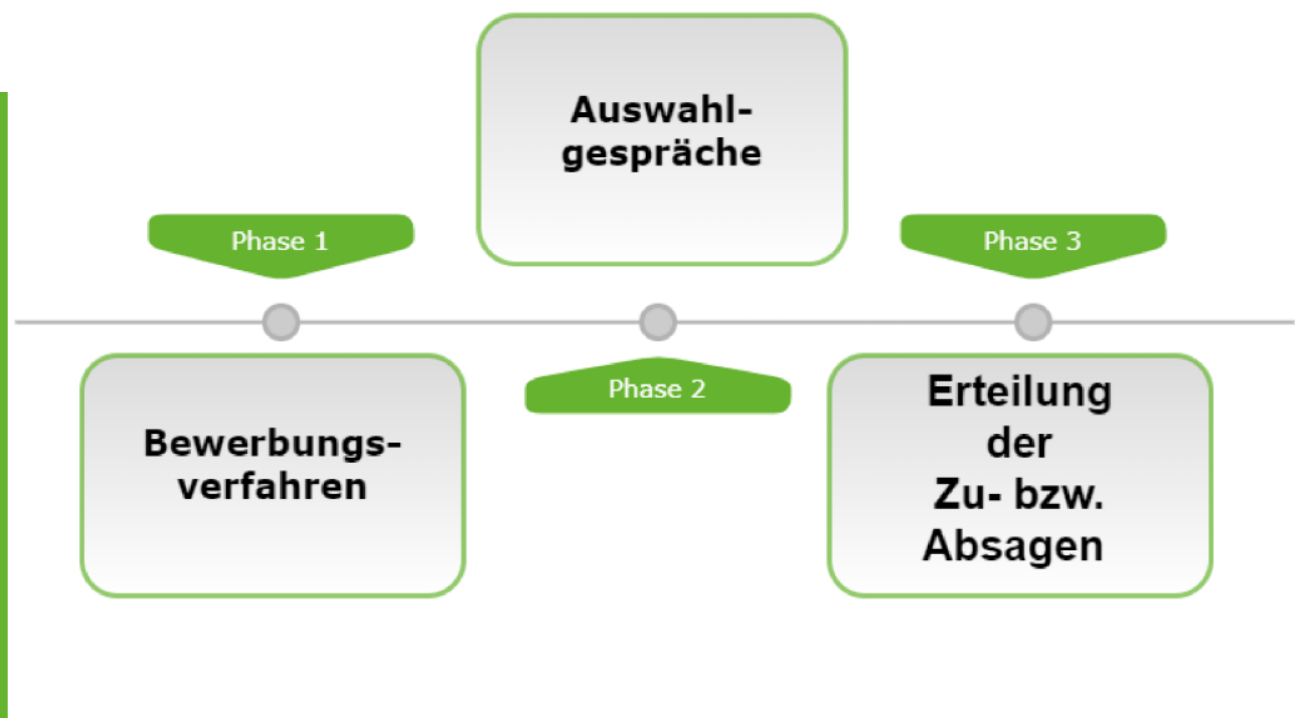 Phase 1
Bewerbungs-
verfahren
Auswahl-
gespräche
Phase 2
Phase 3
Erteilung
der
Zu- bzw.
Absagen